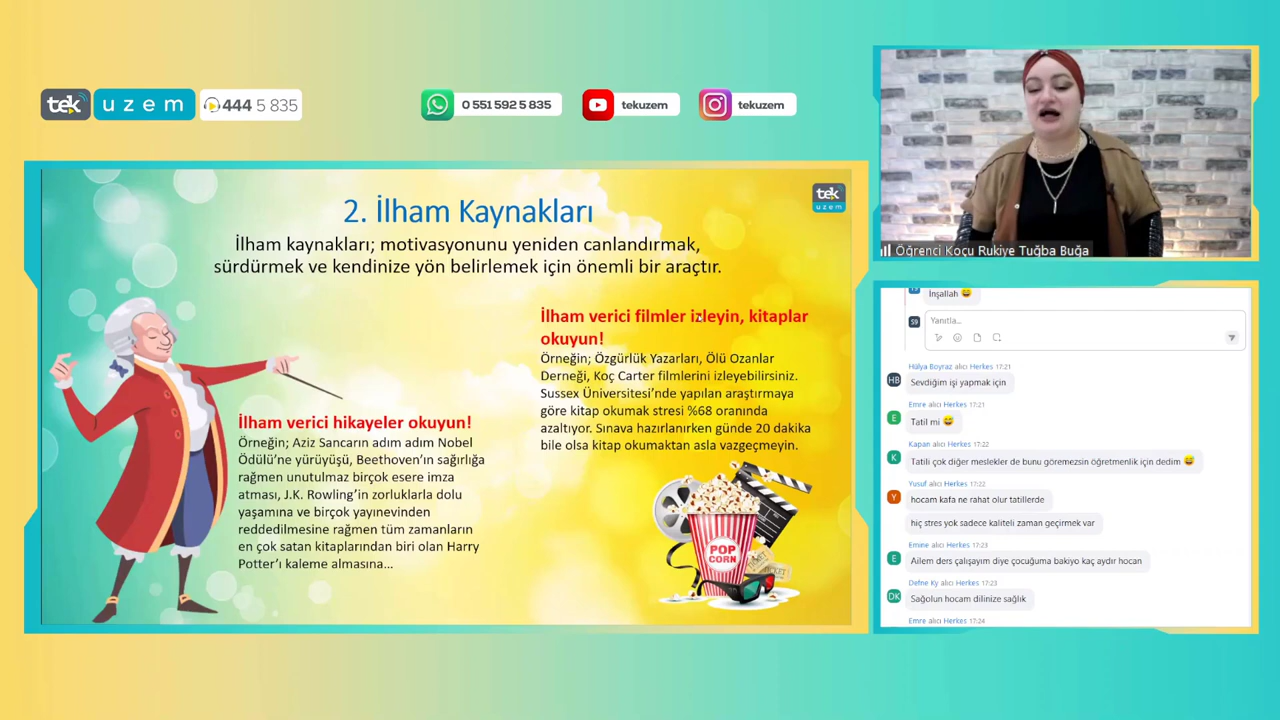 tek uzem 444 5 835
0 551 592 5 835
tekuzem
tekuzem
tek
uzem
2. İlham Kaynakları
İlham kaynakları; motivasyonunu yeniden canlandırmak,
sürdürmek ve kendinize yön belirlemek için önemli bir araçtır.
İlham verici filmler izleyin, kitaplar
okuyun!
Örneğin; Özgürlük Yazarları, Ölü Ozanlar
Derneği, Koç Carter filmlerini izleyebilirsiniz.
Sussex Üniversitesi’nde yapılan araştırmaya
göre kitap okumak stresi %68 oranında
azaltıyor. Sınava hazırlanırken günde 20 dakika
bile olsa kitap okumaktan asla vazgeçmeyin.
İlham verici hikayeler okuyun!
Örneğin; Aziz Sancarın adım adım Nobel
Ödülü’ne yürüyüşü, Beethoven’ın sağırlığa
rağmen unutulmaz birçok esere imza
atması, J.K. Rowling’in zorluklarla dolu
yaşamına ve birçok yayınevinden
reddedilmesine rağmen tüm zamanların
en çok satan kitaplarından biri olan Harry
Potter’ı kaleme almasına...
POP
CORN
TICKET
Öğrenci Koçu Rukiye Tuğba Buğa
İnşallah 😄
S9
Yanıtla...
Hülya Boyraz alıcı Herkes 17:21
HB
Sevdiğim işi yapmak için
Emre alıcı Herkes 17:21
E
Tatil mi 😄
Kapan alıcı Herkes 17:22
K
Tatili çok diğer meslekler de bunu göremezsin öğretmenlik için dedim 😄
Yusuf alıcı Herkes 17:22
Y
hocam kafa ne rahat olur tatillerde
hiç stres yok sadece kaliteli zaman geçirmek var
Emine alıcı Herkes 17:23
E
Ailem ders çalışayım diye çocuğuma bakiyo kaç aydır hocan
Defne Ky alıcı Herkes 17:23
DK
Sağolun hocam dilinize sağlık
Emre alıcı Herkes 17:24